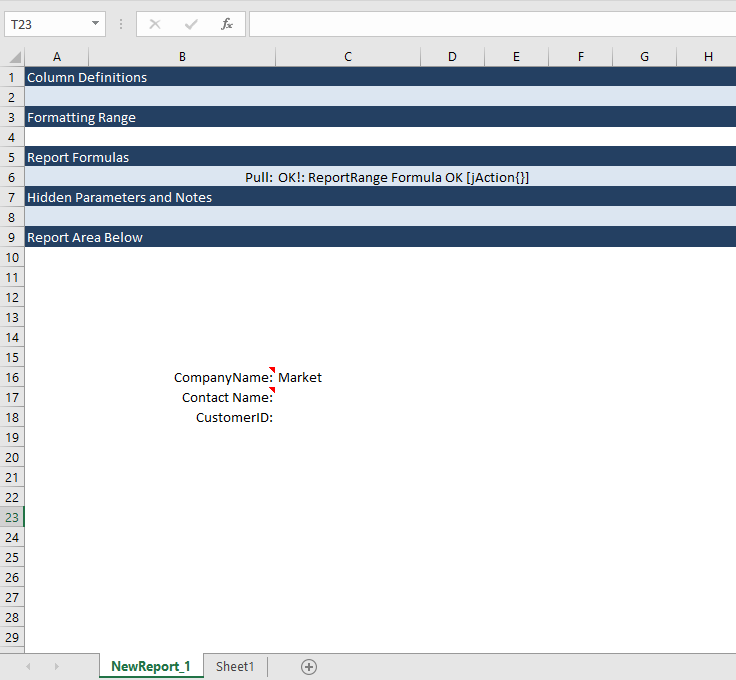 T23 fx
A B C D E F G H
1 Column Definitions
2
3 Formatting Range
4
5 Report Formulas
6 Pull: OK!: ReportRange Formula OK [jAction{}]
7 Hidden Parameters and Notes
8
9 Report Area Below
10
11
12
13
14
15
16 CompanyName: Market
17 Contact Name:
18 CustomerID:
19
20
21
22
23
24
25
26
27
28
29
NewReport_1 Sheet1